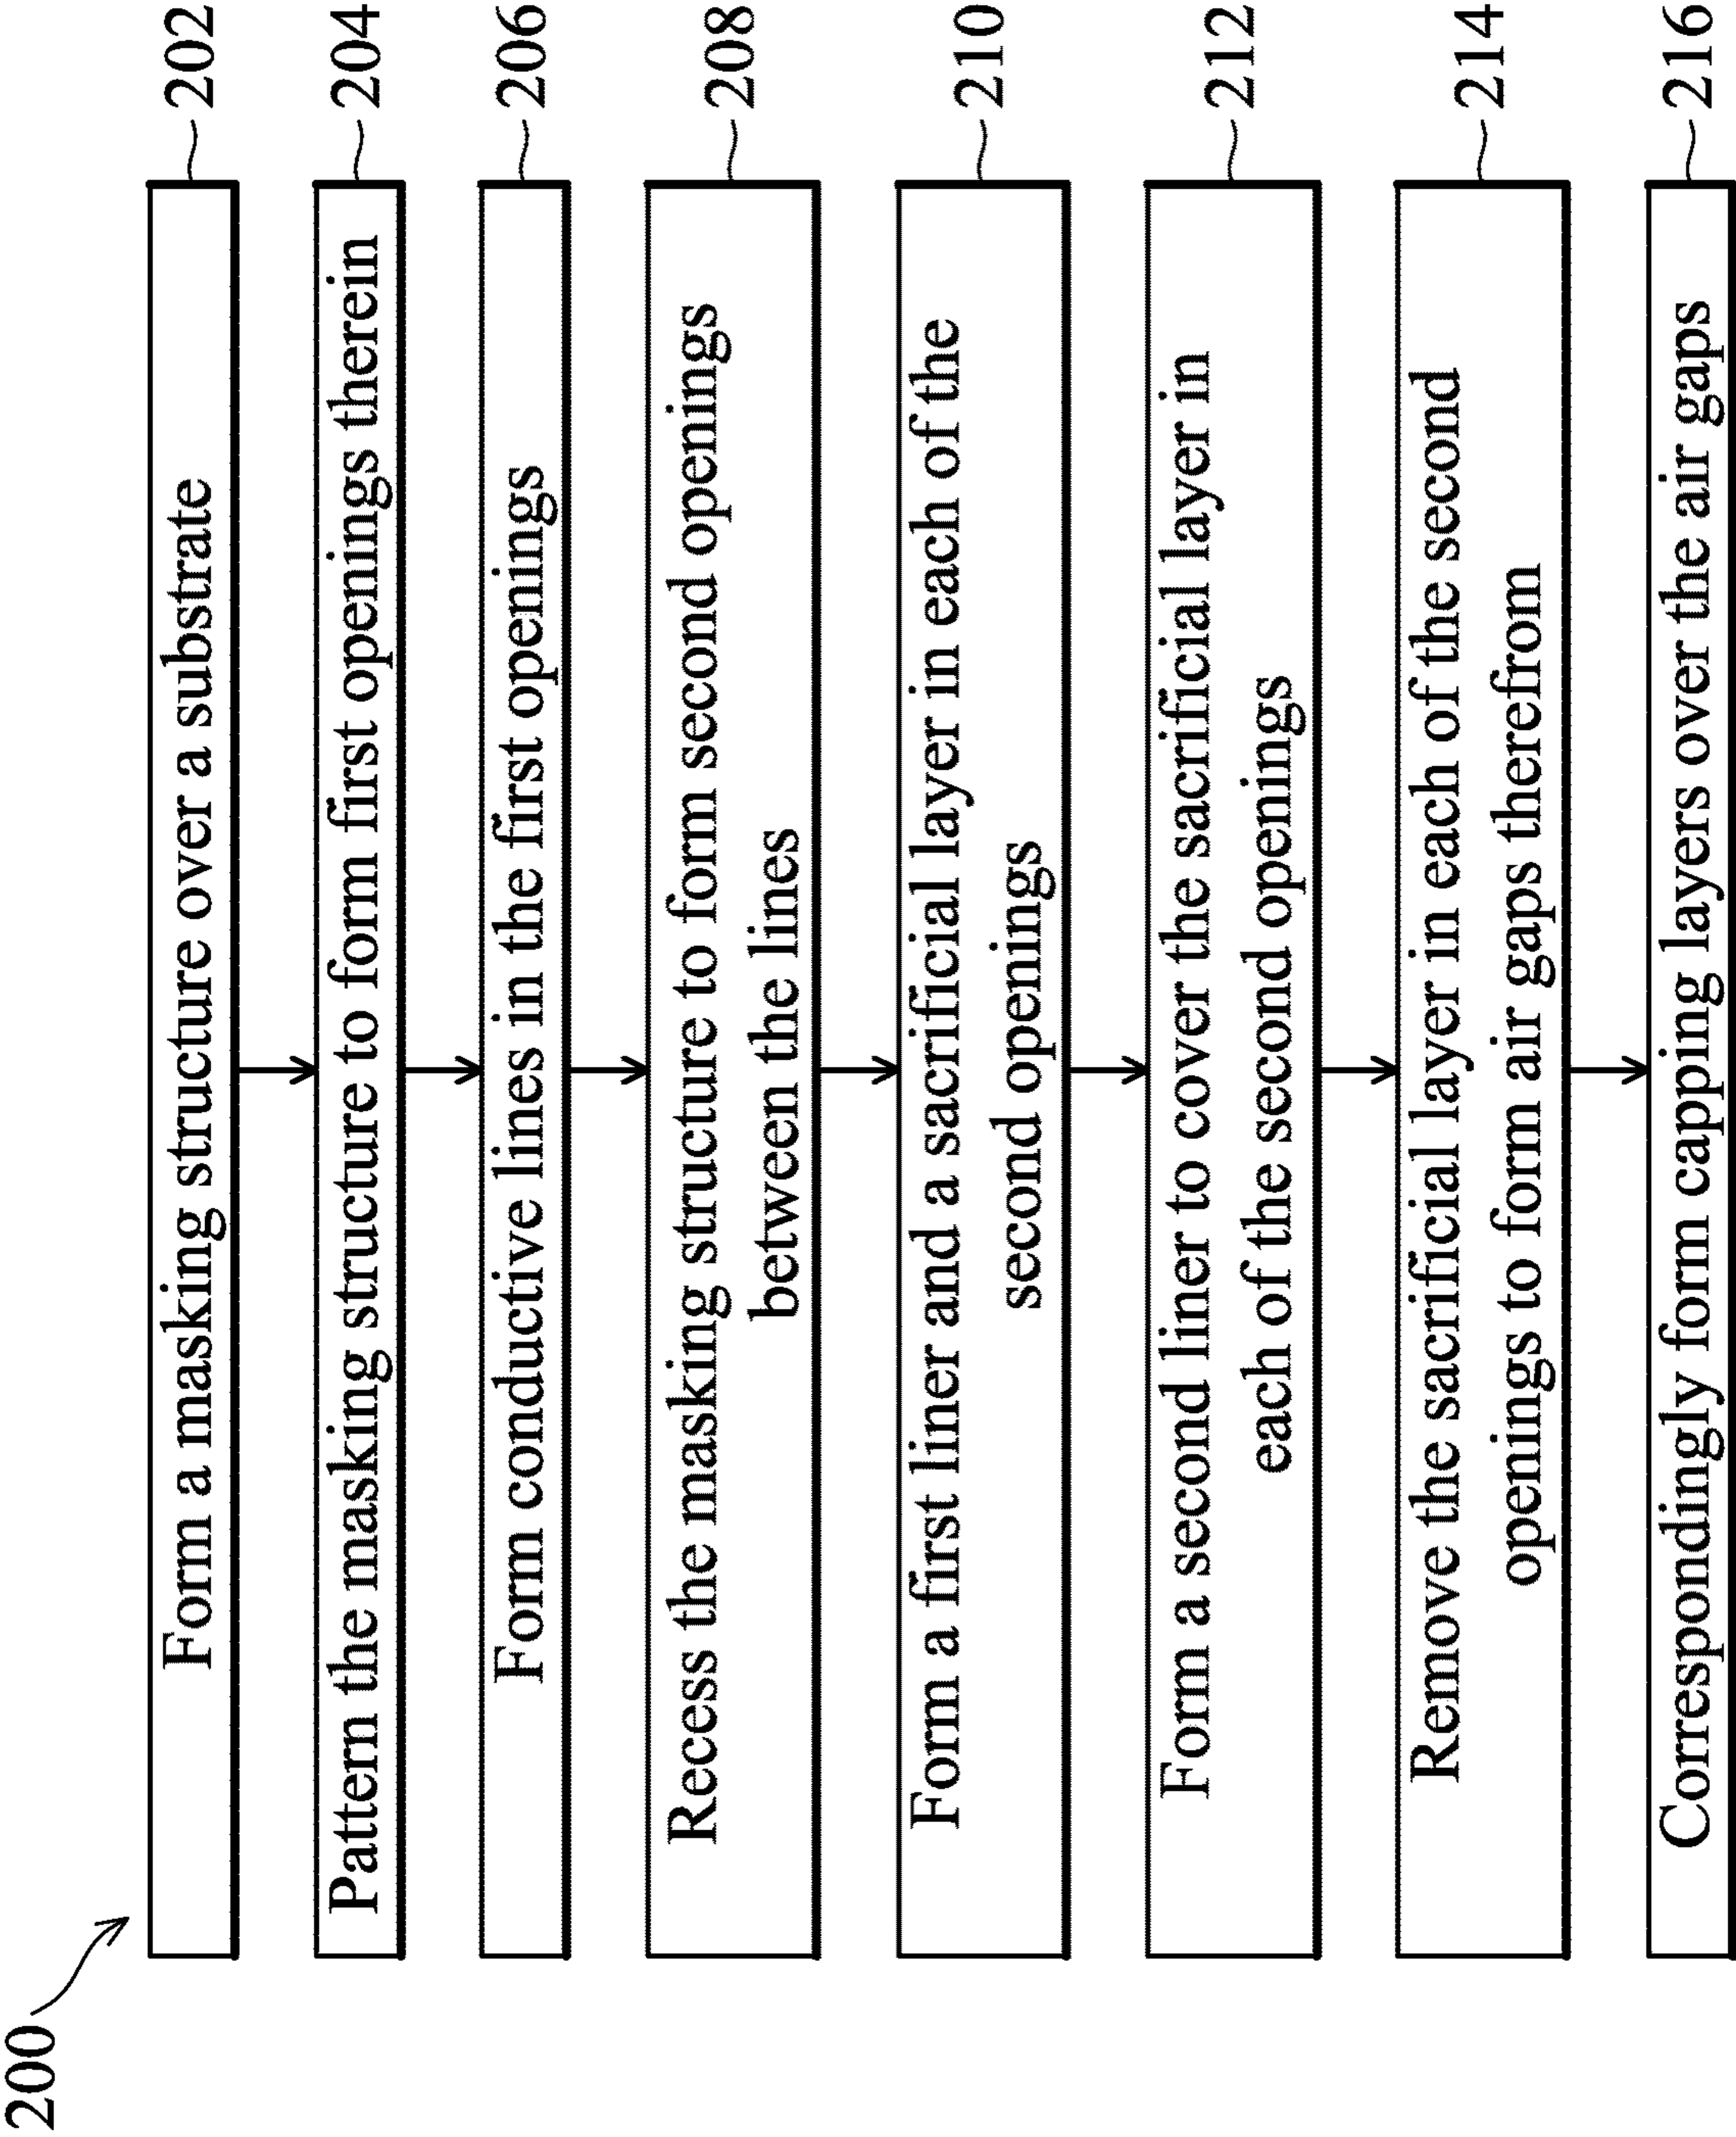 200
Form a masking structure over a substrate
202
Pattern the masking structure to form first openings therein
204
Form conductive lines in the first openings
206
Recess the masking structure to form second openings
between the lines
208
Form a first liner and a sacrificial layer in each of the
second openings
210
Form a second liner to cover the sacrificial layer in
each of the second openings
212
Remove the sacrificial layer in each of the second
openings to form air gaps therefrom
214
Correspondingly form capping layers over the air gaps
216